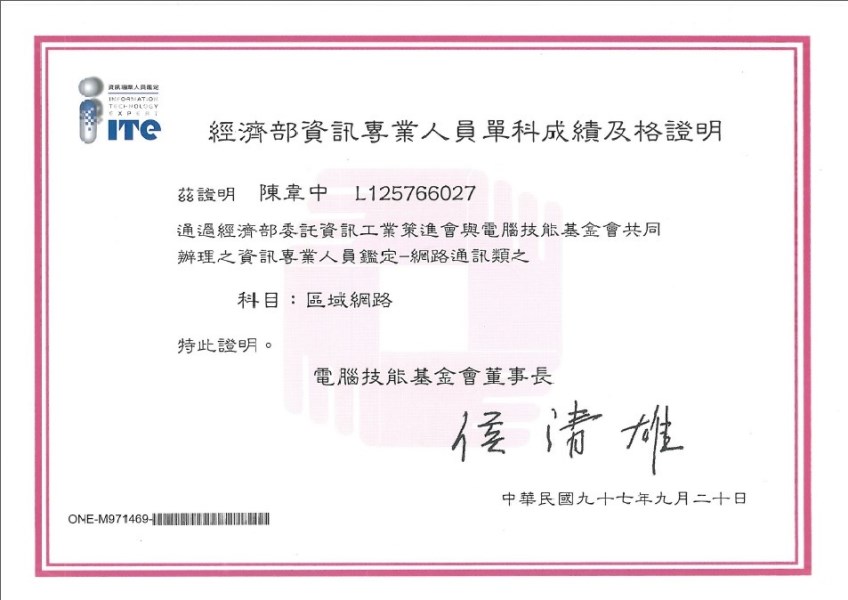 資訊專業人員鑑定
INFORMATION
TECHNOLOGY
EXPERT
iTe
經濟部資訊專業人員單科成績及格證明
茲證明 陳韋中 L125766027
通過經濟部委託資訊工業策進會與電腦技能基金會共同
辦理之資訊專業人員鑑定–網路通訊類之
科目：區域網路
特此證明。
電腦技能基金會董事長
侯清雄
中華民國九十七年九月二十日
ONE-M971469-